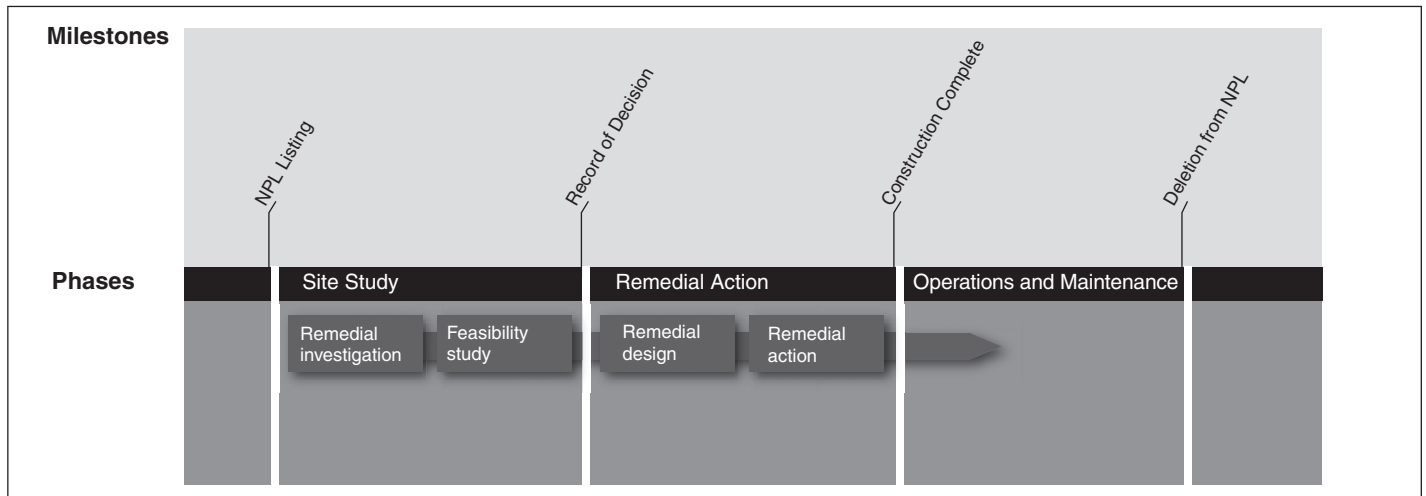 Milestones
NPL Listing
Record of Decision
Construction Complete
Deletion from NPL
Phases
Site Study
Remedial Action
Operations and Maintenance
Remedial
investigation
Feasibility
study
Remedial
design
Remedial
action